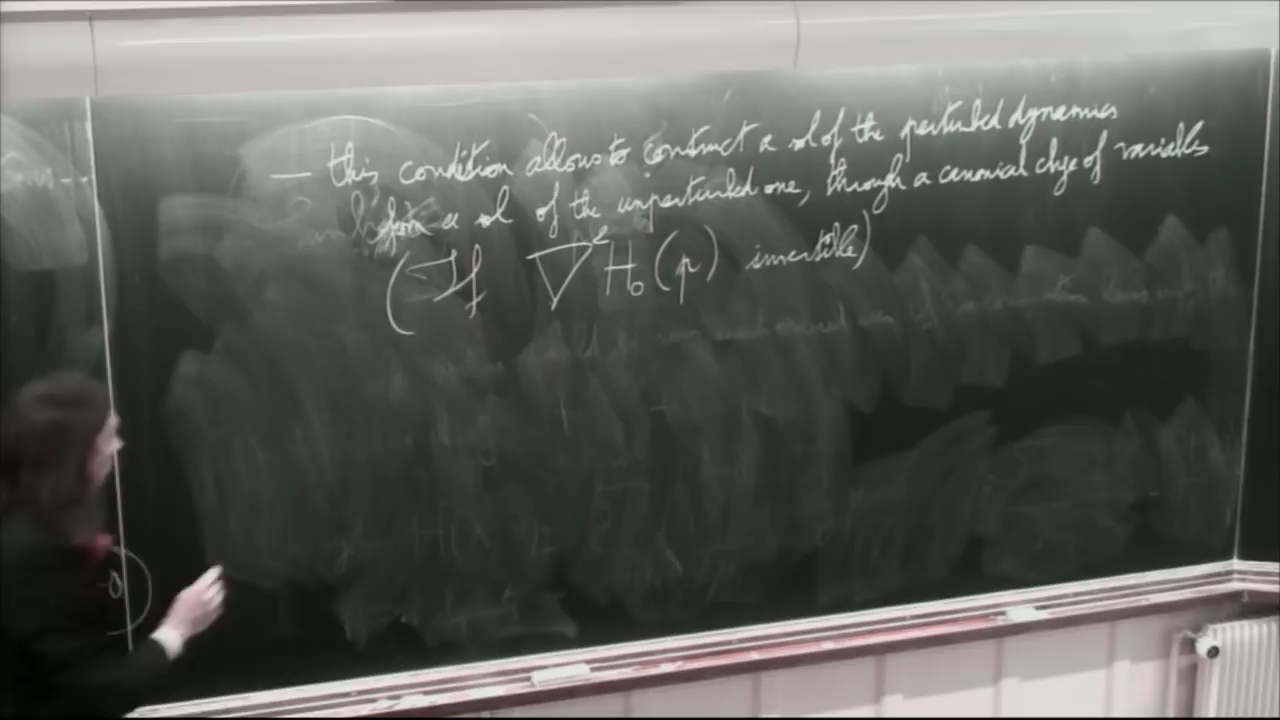 — this condition allows to construct a sol of the perturbed dynamics
from a sol of the unperturbed one, through a canonical chge of variables
(If ∇² H₀(p) invertible)